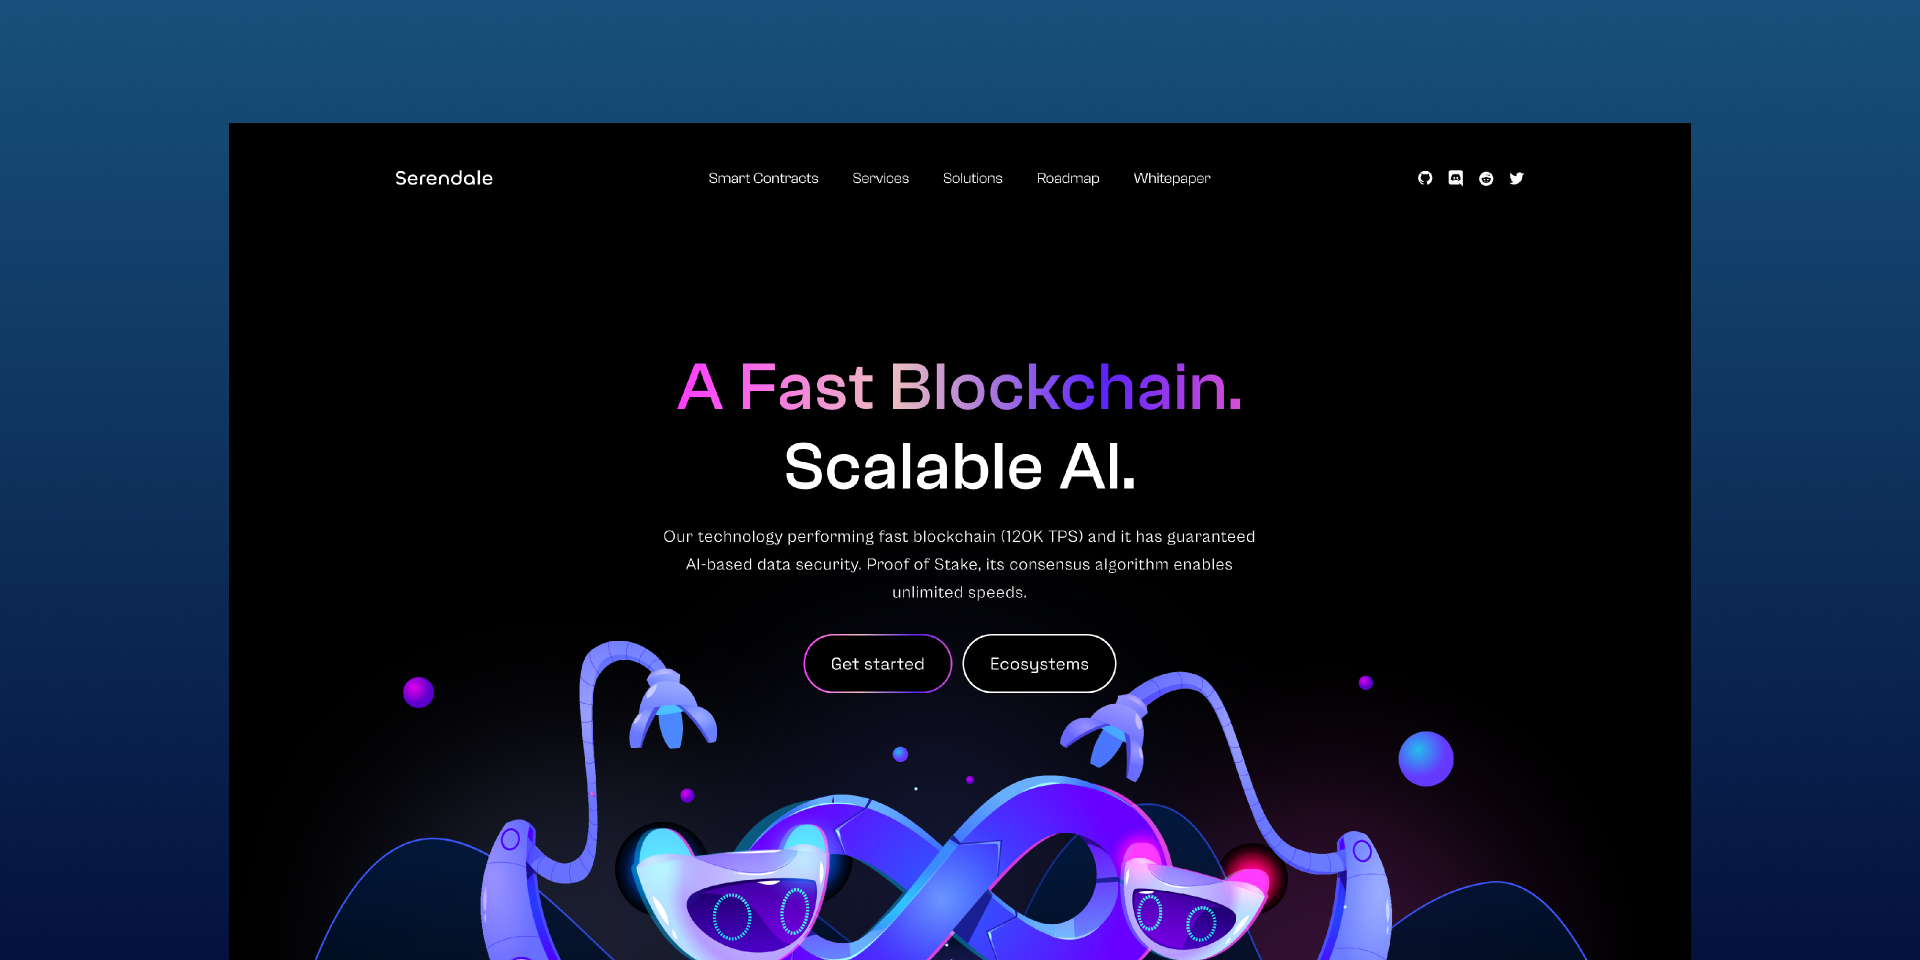 Serendale
Smart Contracts
Services
Solutions
Roadmap
Whitepaper
A Fast Blockchain.
Scalable AI.
Our technology performing fast blockchain (120K TPS) and it has guaranteed
AI-based data security. Proof of Stake, its consensus algorithm enables
unlimited speeds.
Get started
Ecosystems